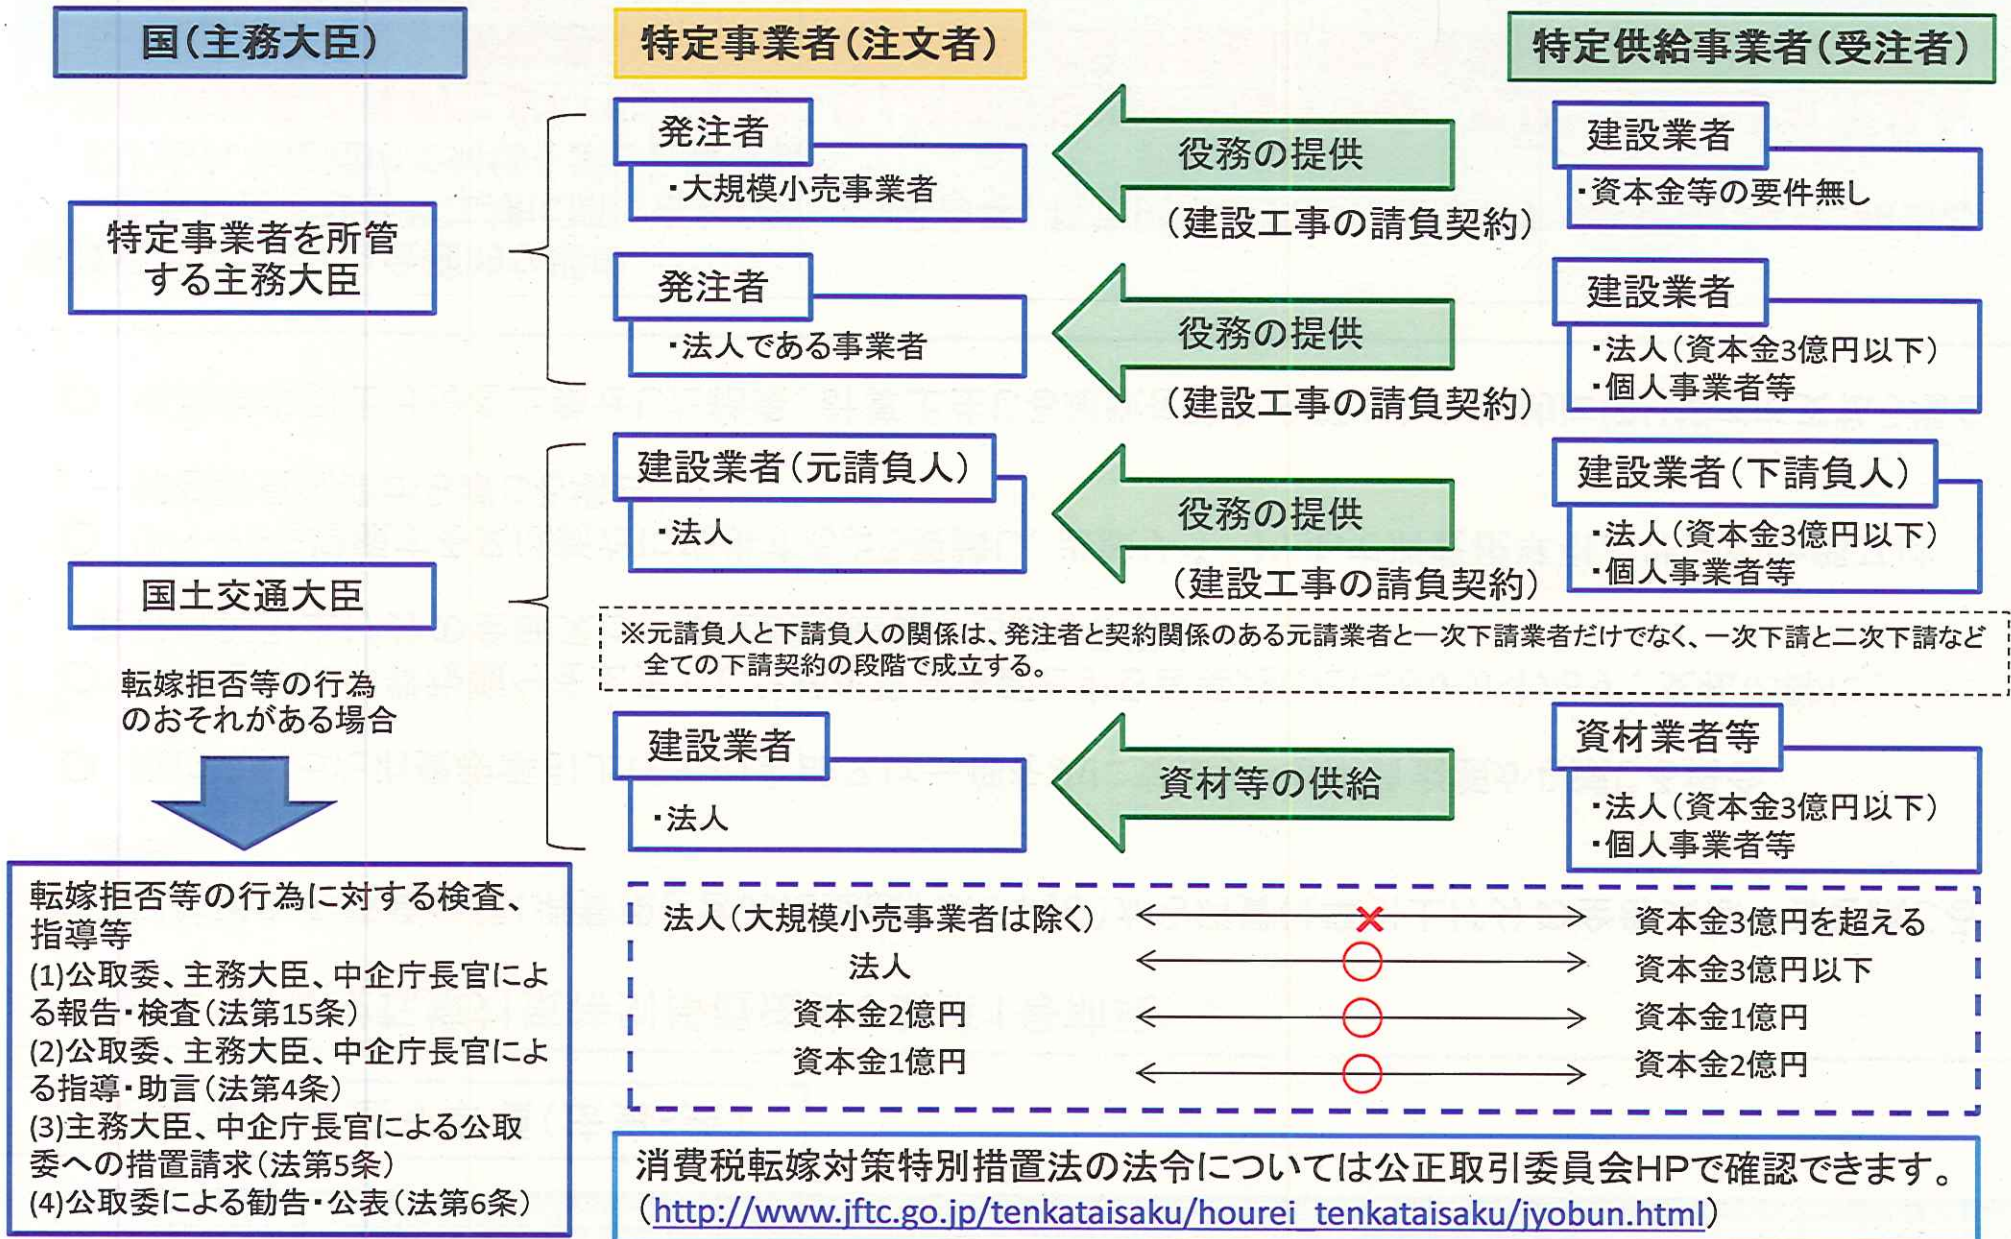 国(主務大臣)
特定事業者(注文者)
特定供給事業者(受注者)
特定事業者を所管
する主務大臣
発注者
・大規模小売事業者
役務の提供
(建設工事の請負契約)
建設業者
・資本金等の要件無し
発注者
・法人である事業者
役務の提供
(建設工事の請負契約)
建設業者
・法人(資本金3億円以下)
・個人事業者等
国土交通大臣
建設業者(元請負人)
・法人
役務の提供
(建設工事の請負契約)
建設業者(下請負人)
・法人(資本金3億円以下)
・個人事業者等
※元請負人と下請負人の関係は、発注者と契約関係のある元請業者と一次下請業者だけでなく、一次下請と二次下請など
全ての下請契約の段階で成立する。
建設業者
・法人
資材等の供給
資材業者等
・法人(資本金3億円以下)
・個人事業者等
転嫁拒否等の行為
のおそれがある場合
転嫁拒否等の行為に対する検査、
指導等
(1)公取委、主務大臣、中企庁長官によ
る報告・検査(法第15条)
(2)公取委、主務大臣、中企庁長官によ
る指導・助言(法第4条)
(3)主務大臣、中企庁長官による公取
委への措置請求(法第5条)
(4)公取委による勧告・公表(法第6条)
法人(大規模小売事業者は除く) × 資本金3億円を超える
法人 ○ 資本金3億円以下
資本金2億円 ○ 資本金1億円
資本金1億円 ○ 資本金2億円
消費税転嫁対策特別措置法の法令については公正取引委員会HPで確認できます。
(http://www.jftc.go.jp/tenkataisaku/hourei_tenkataisaku/jyobun.html)